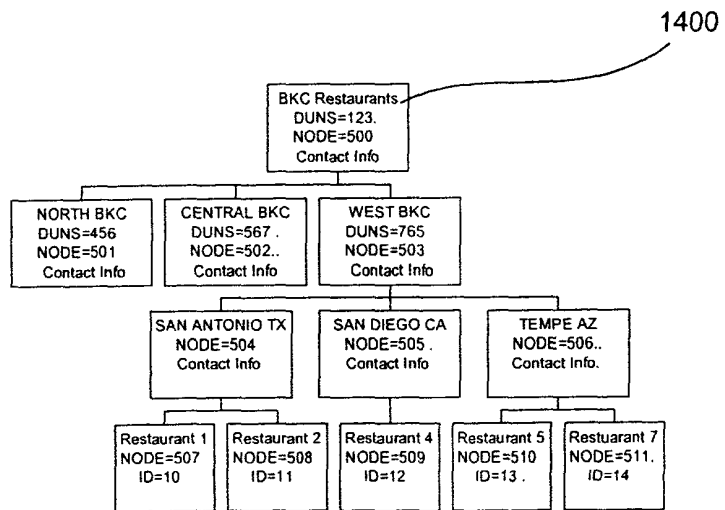 1400
BKC Restaurants
DUNS=123.
NODE=500
Contact Info
NORTH BKC
DUNS=456
NODE=501
Contact Info
CENTRAL BKC
DUNS=567 .
NODE=502..
Contact Info
WEST BKC
DUNS=765
NODE=503
Contact Info
SAN ANTONIO TX
NODE=504
Contact Info
SAN DIEGO CA
NODE=505 .
Contact Info
TEMPE AZ
NODE=506..
Contact Info.
Restaurant 1
NODE=507
ID=10
Restaurant 2
NODE=508
ID=11
Restaurant 4
NODE=509
ID=12
Restaurant 5
NODE=510
ID=13 .
Restuarant 7
NODE=511.
ID=14